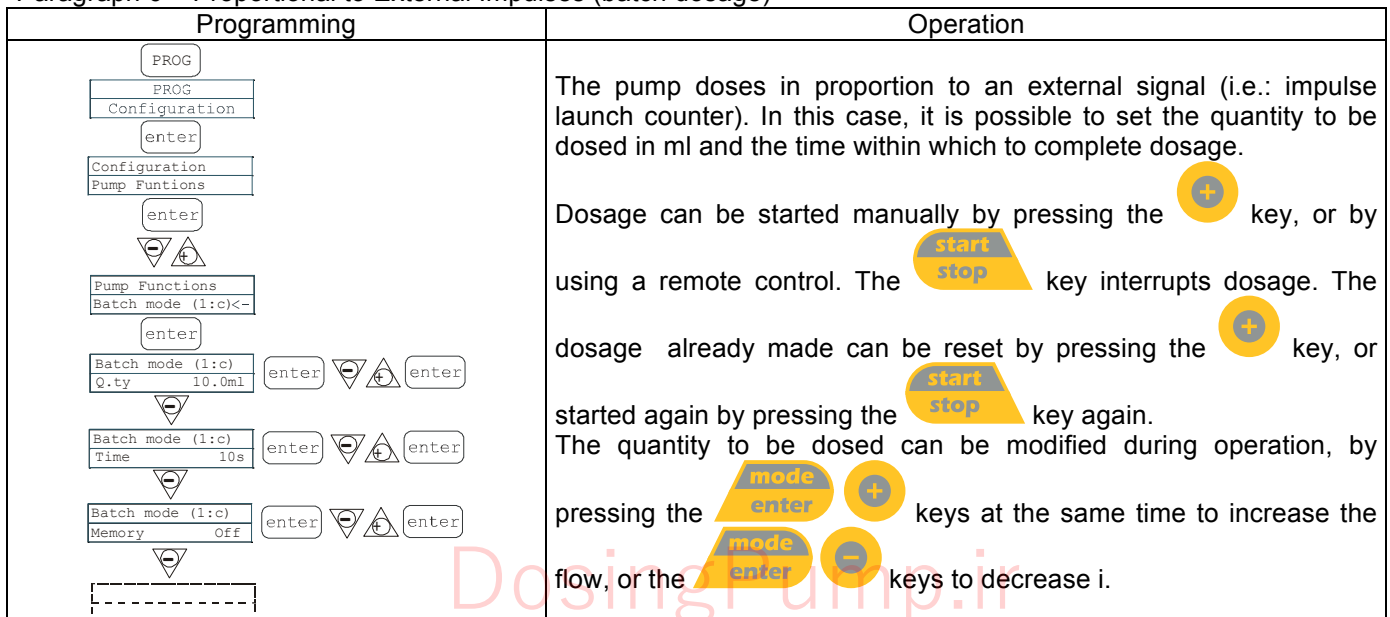 Paragraph 6 – Proportional to External Impulses (batch dosage)
Programming
PROG
PROG
Configuration
enter
Configuration
Pump Funtions
enter
Pump Functions
Batch mode (1:c)<-
enter
Batch mode (1:c)
Q.ty 10.0ml
enter enter
Batch mode (1:c)
Time 10s
enter enter
Batch mode (1:c)
Memory Off
enter enter
Operation
The pump doses in proportion to an external signal (i.e.: impulse
launch counter). In this case, it is possible to set the quantity to be
dosed in ml and the time within which to complete dosage.
Dosage can be started manually by pressing the + key, or by
using a remote control. The start stop key interrupts dosage. The
dosage already made can be reset by pressing the + key, or
started again by pressing the start stop key again.
The quantity to be dosed can be modified during operation, by
pressing the mode enter + keys at the same time to increase the
flow, or the mode enter - keys to decrease i.
DosingPump.ir